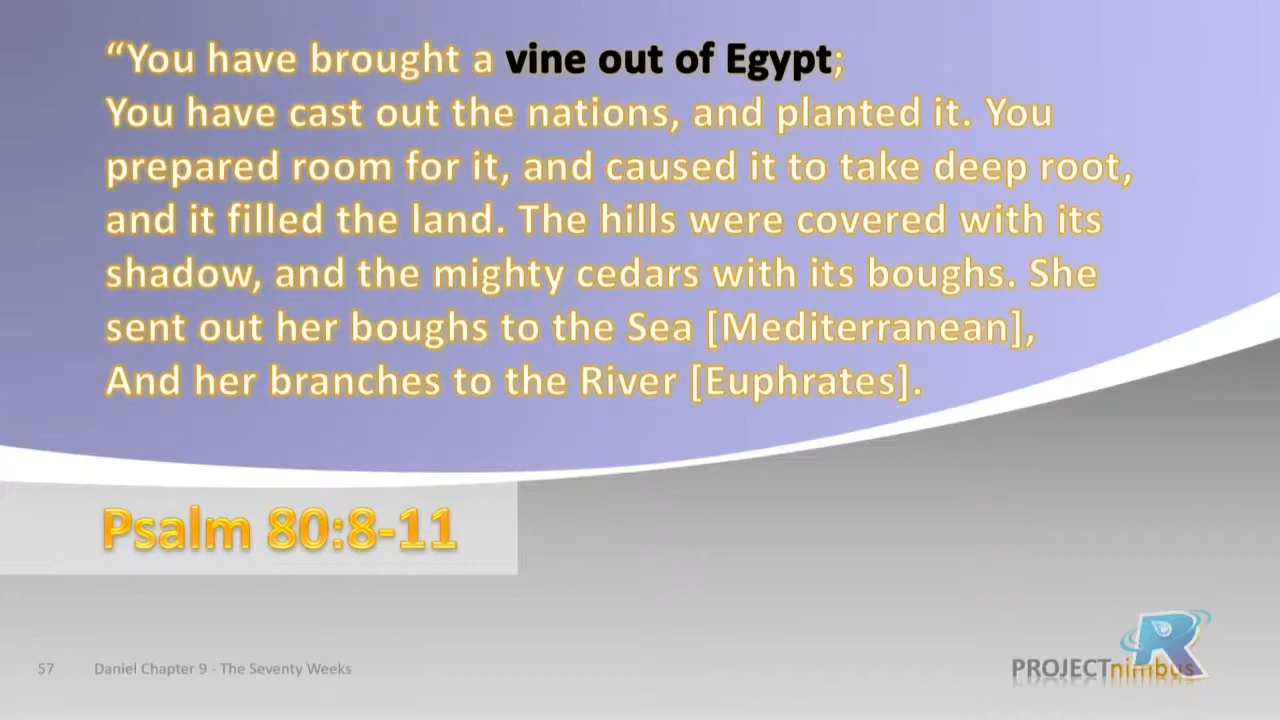 “You have brought a vine out of Egypt;
You have cast out the nations, and planted it. You
prepared room for it, and caused it to take deep root,
and it filled the land. The hills were covered with its
shadow, and the mighty cedars with its boughs. She
sent out her boughs to the Sea [Mediterranean],
And her branches to the River [Euphrates].
Psalm 80:8-11
57 Daniel Chapter 9 - The Seventy Weeks
R
PROJECTnimbus